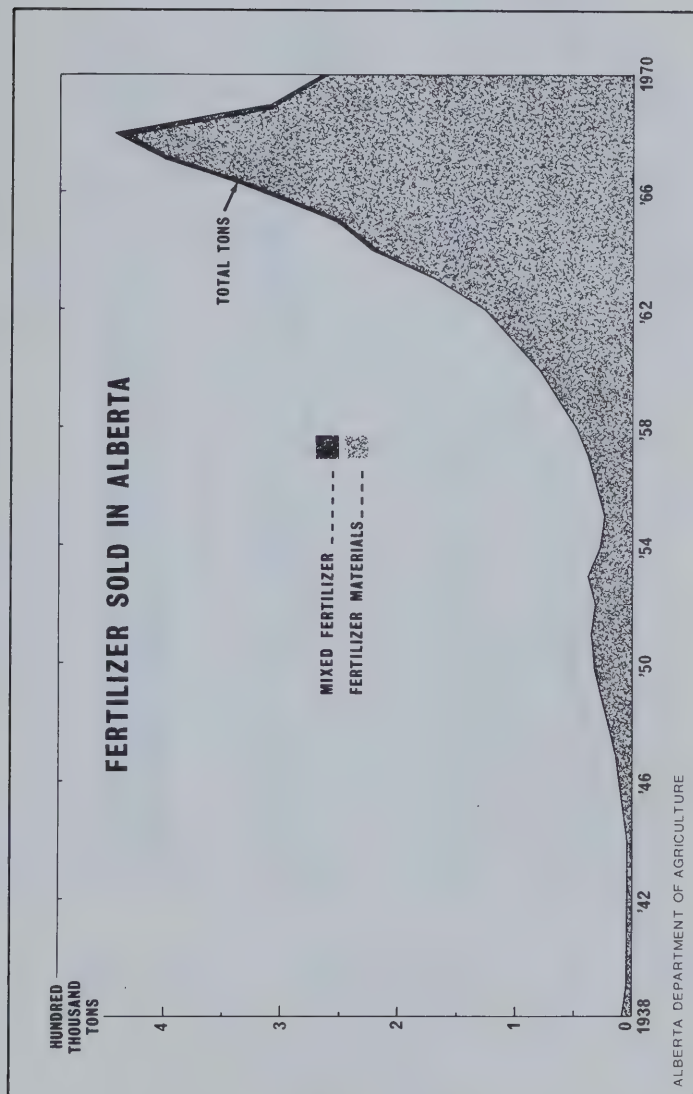 FERTILIZER SOLD IN ALBERTA
HUNDRED
THOUSAND
TONS
4
3
2
1
0
TOTAL TONS
MIXED FERTILIZER ------
FERTILIZER MATERIALS----
1938
'42
'46
'50
'54
'58
'62
'66
1970
ALBERTA DEPARTMENT OF AGRICULTURE